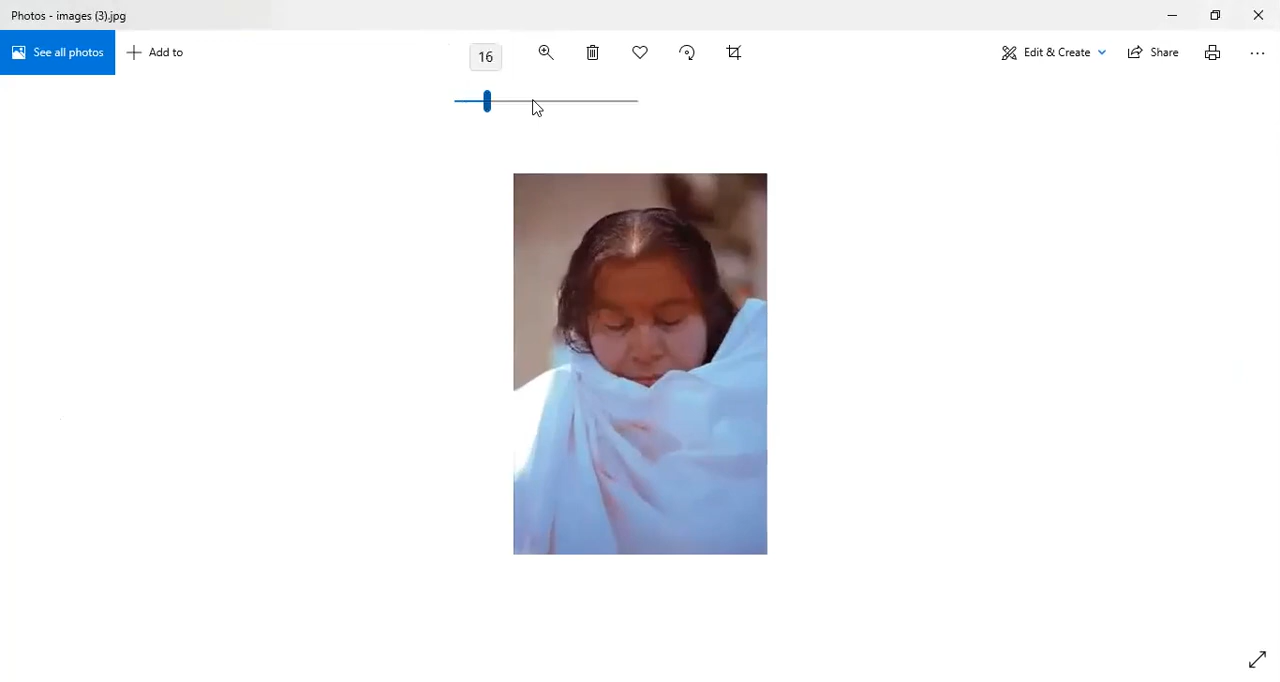 Photos - images (3).jpg
See all photos
Add to
16
Edit & Create
Share